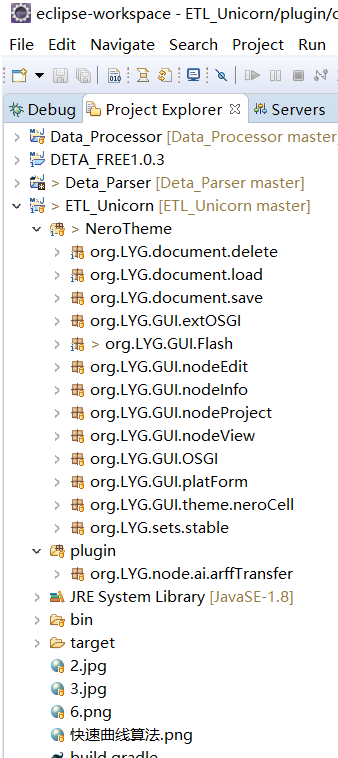 eclipse-workspace - ETL_Unicorn/plugin/
File Edit Navigate Search Project Run
Debug Project Explorer Servers
Data_Processor [Data_Processor master]
DETA_FREE1.0.3
> Deta_Parser [Deta_Parser master]
> ETL_Unicorn [ETL_Unicorn master]
> NeroTheme
org.LYG.document.delete
org.LYG.document.load
org.LYG.document.save
org.LYG.GUI.extOSGI
> org.LYG.GUI.Flash
org.LYG.GUI.nodeEdit
org.LYG.GUI.nodeInfo
org.LYG.GUI.nodeProject
org.LYG.GUI.nodeView
org.LYG.GUI.OSGI
org.LYG.GUI.platForm
org.LYG.GUI.theme.neroCell
org.LYG.sets.stable
plugin
org.LYG.node.ai.arffTransfer
JRE System Library [JavaSE-1.8]
bin
target
2.jpg
3.jpg
6.png
快速曲线算法.png
build.gradle